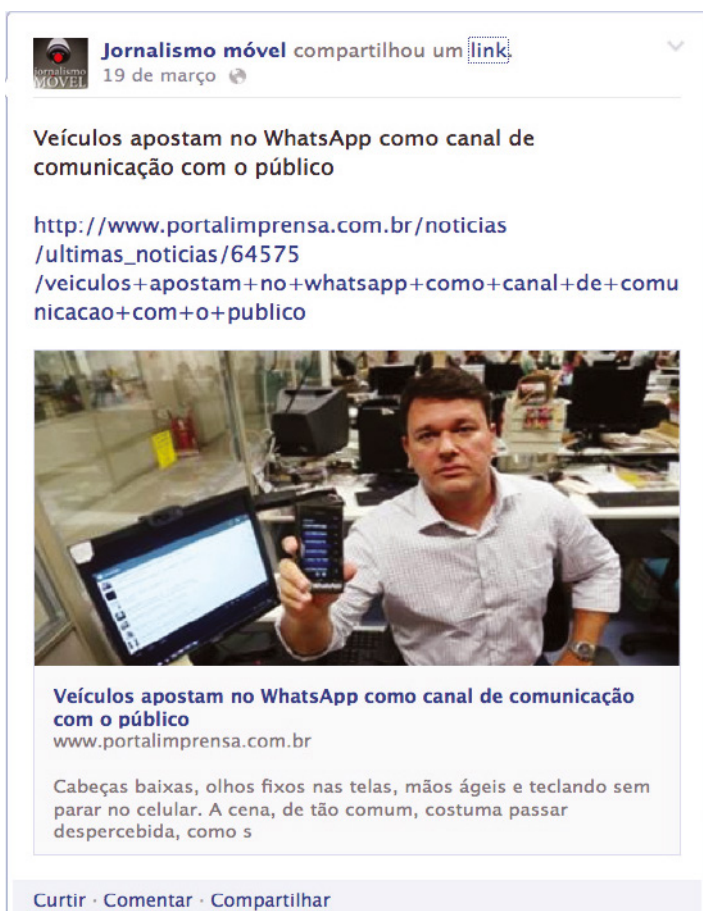 Jornalismo móvel compartilhou um link.
19 de março
jornalismo
MÓVEL
Veículos apostam no WhatsApp como canal de
comunicação com o público
http://www.portalimprensa.com.br/noticias
/ultimas_noticias/64575
/veiculos+apostam+no+whatsapp+como+canal+de+comu
nicacao+com+o+publico
Veículos apostam no WhatsApp como canal de comunicação
com o público
www.portalimprensa.com.br
Cabeças baixas, olhos fixos nas telas, mãos ágeis e teclando sem
parar no celular. A cena, de tão comum, costuma passar
despercebida, como s
Curtir · Comentar · Compartilhar